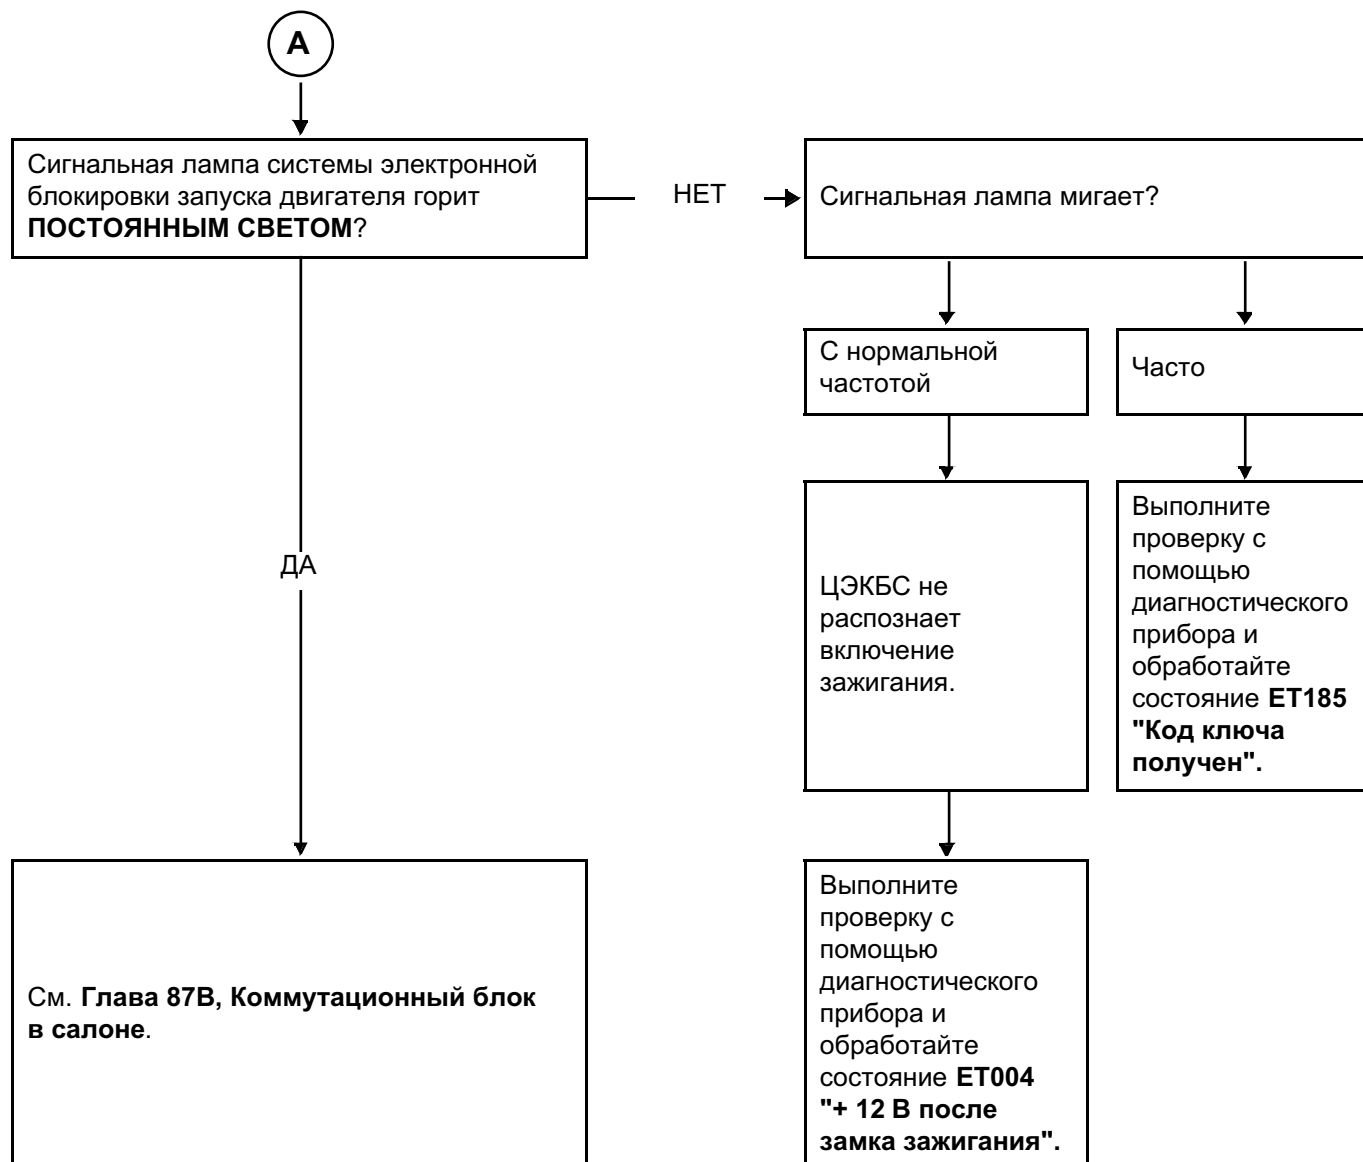 A
Сигнальная лампа системы электронной
блокировки запуска двигателя горит
ПОСТОЯННЫМ СВЕТОМ?
НЕТ
Сигнальная лампа мигает?
С нормальной
частотой
Часто
ДА
ЦЭКБС не
распознает
включение
зажигания.
Выполните
проверку с
помощью
диагностического
прибора и
обработайте
состояние ET185
"Код ключа
получен".
См. Глава 87B, Коммутационный блок
в салоне.
Выполните
проверку с
помощью
диагностического
прибора и
обработайте
состояние ET004
"+ 12 В после
замка зажигания".